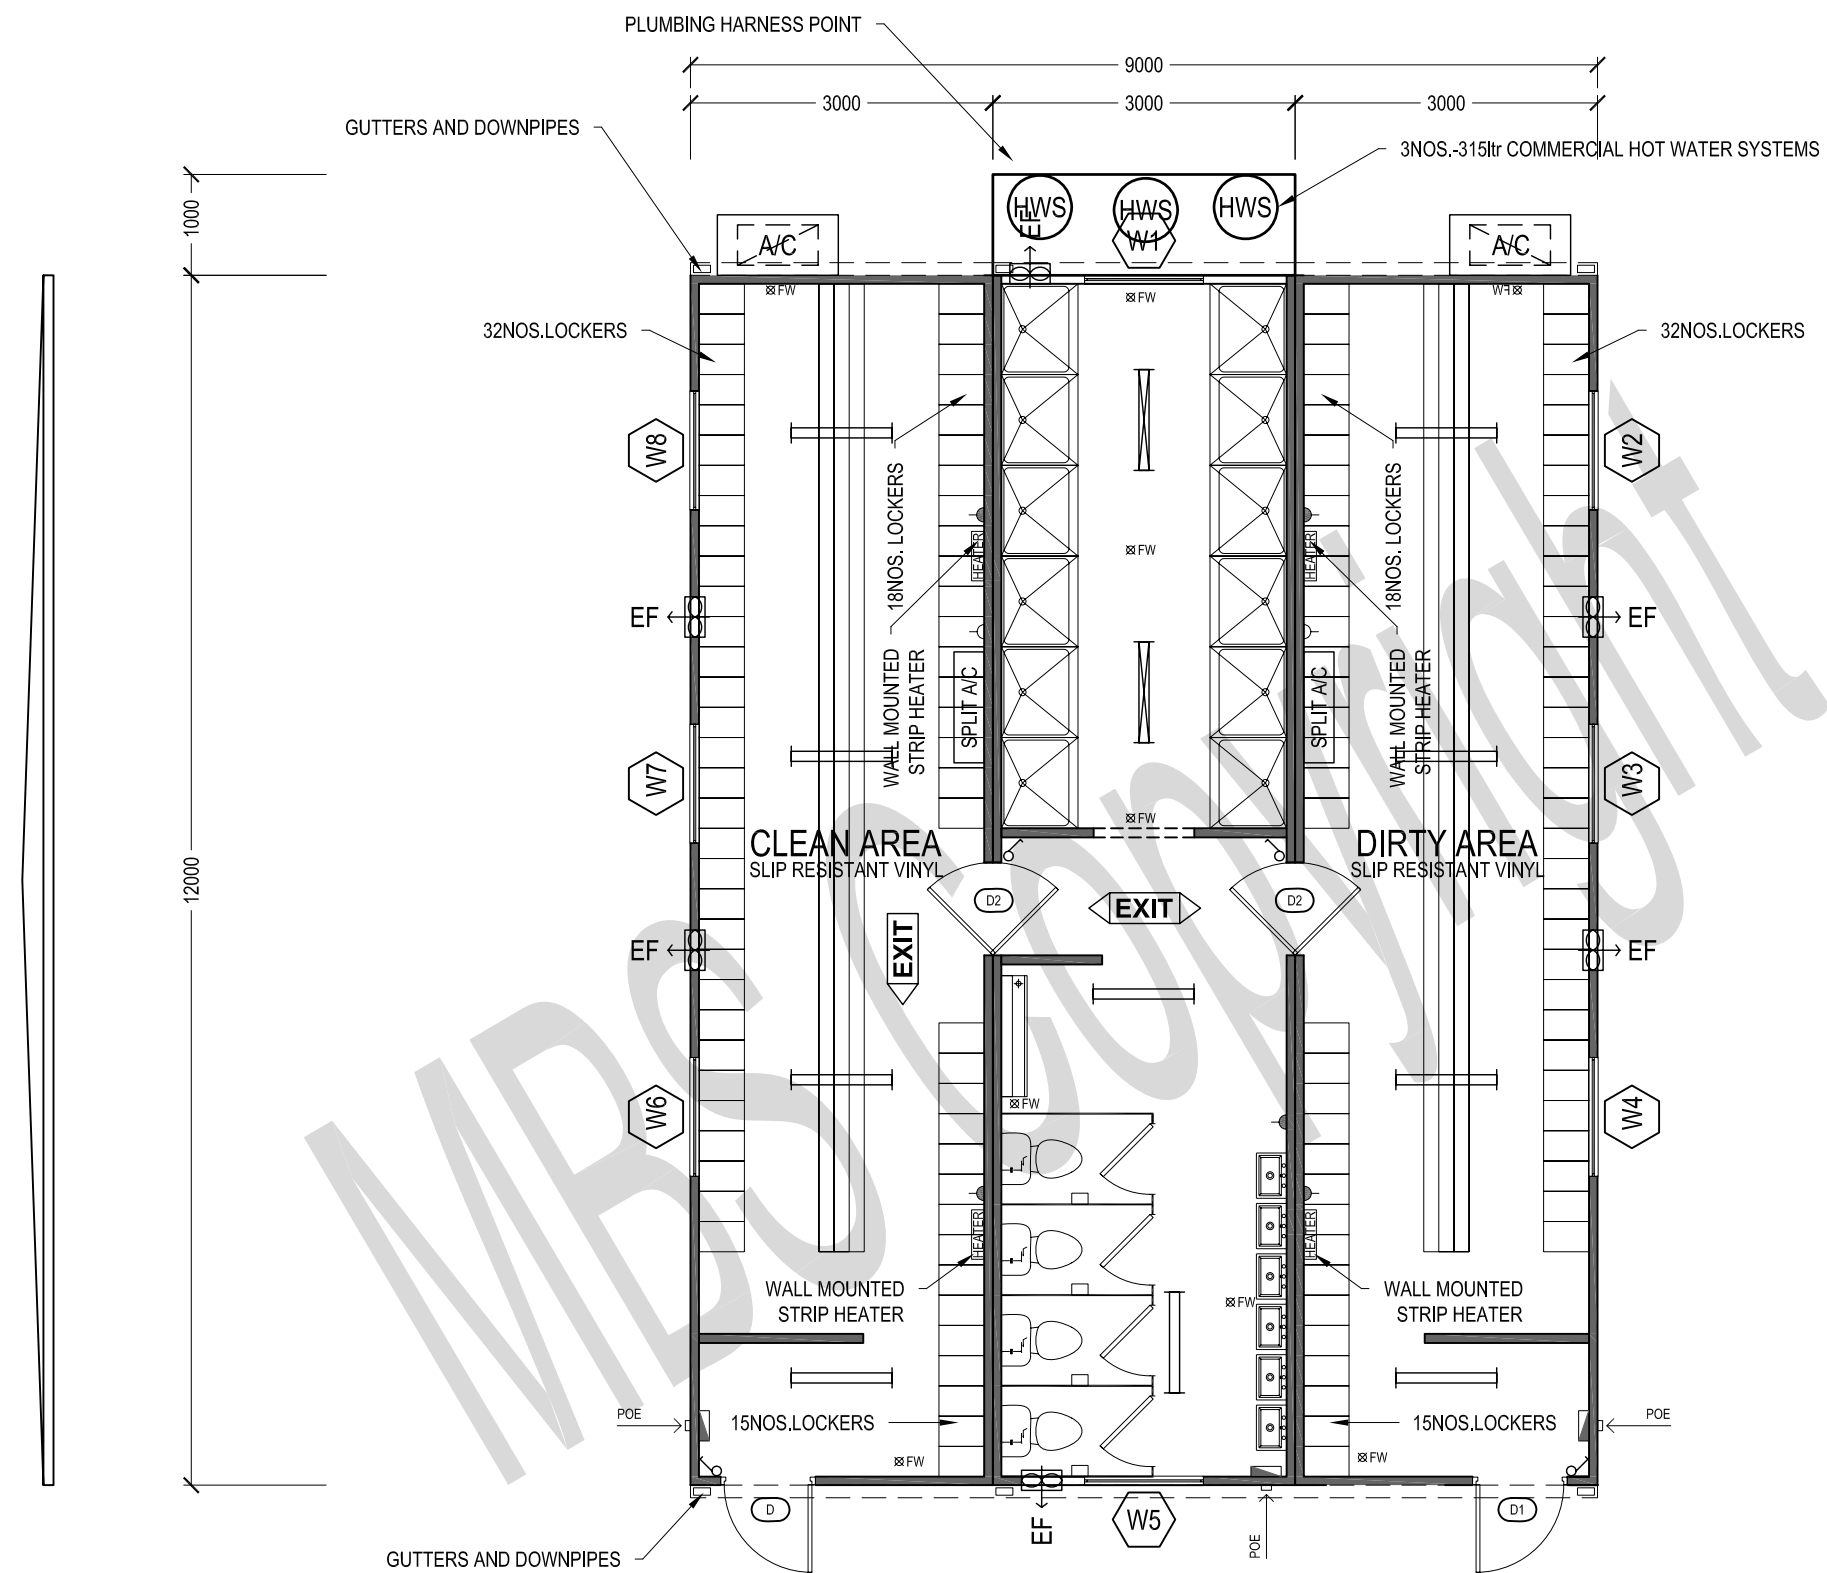 PLUMBING HARNESS POINT
9000
3000
3000
3000
GUTTERS AND DOWNPIPES
3NOS.-315ltr COMMERCIAL HOT WATER SYSTEMS
1000
HWS
HWS
HWS
EF
W1
A/C
A/C
FW
FW
FW
32NOS.LOCKERS
32NOS.LOCKERS
W8
W2
18NOS. LOCKERS
18NOS. LOCKERS
HEATER
HEATER
FW
EF
EF
WALL MOUNTED
STRIP HEATER
SPLIT A/C
SPLIT A/C
WALL MOUNTED
STRIP HEATER
W7
W3
FW
CLEAN AREA
SLIP RESISTANT VINYL
DIRTY AREA
SLIP RESISTANT VINYL
12000
D2
EXIT
D2
EXIT
EF
EF
FW
W6
W4
HEATER
HEATER
WALL MOUNTED
STRIP HEATER
FW
WALL MOUNTED
STRIP HEATER
POE
15NOS.LOCKERS
15NOS.LOCKERS
POE
FW
FW
D
EF
W5
POE
D1
GUTTERS AND DOWNPIPES
MBS Copyright